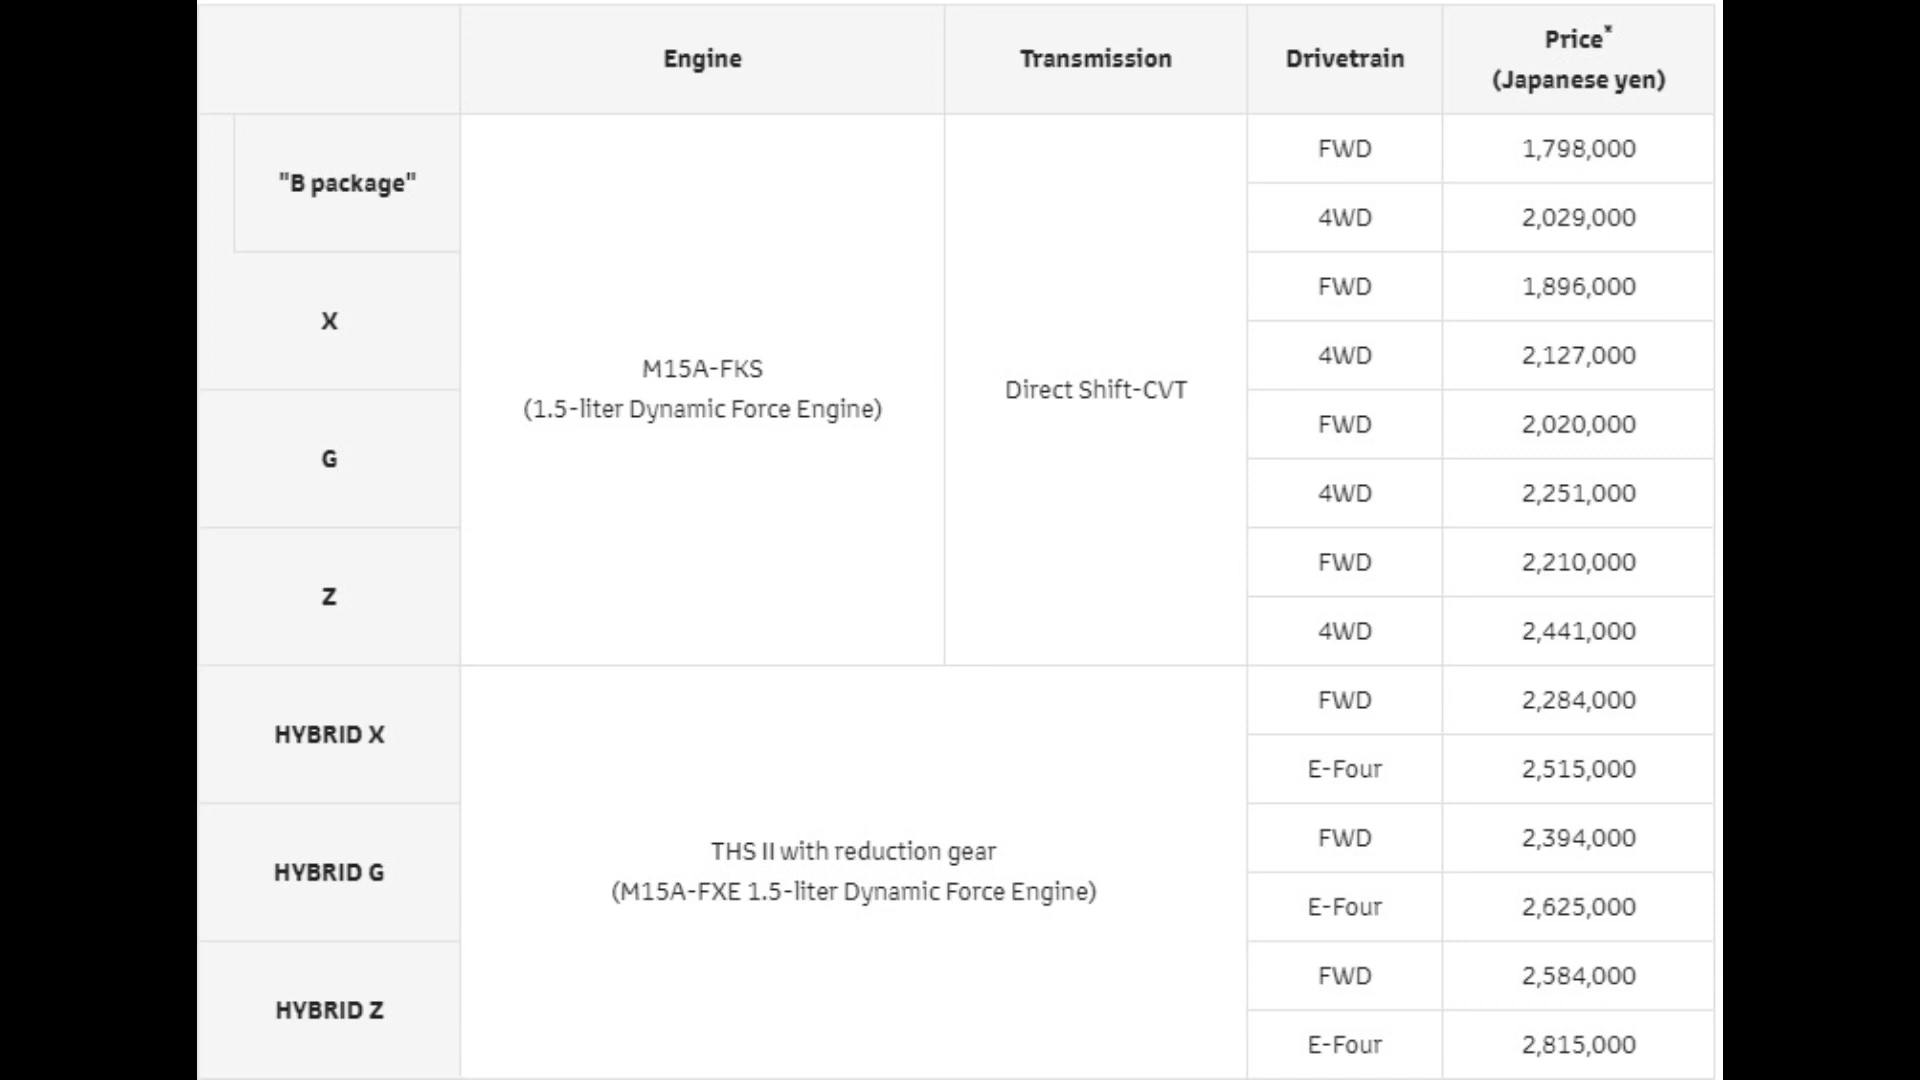 Engine
Transmission
Drivetrain
Price*
(Japanese yen)
"B package"
M15A-FKS
(1.5-liter Dynamic Force Engine)
Direct Shift-CVT
FWD
1,798,000
4WD
2,029,000
X
FWD
1,896,000
4WD
2,127,000
G
FWD
2,020,000
4WD
2,251,000
Z
FWD
2,210,000
4WD
2,441,000
HYBRID X
THS II with reduction gear
(M15A-FXE 1.5-liter Dynamic Force Engine)
FWD
2,284,000
E-Four
2,515,000
HYBRID G
FWD
2,394,000
E-Four
2,625,000
HYBRID Z
FWD
2,584,000
E-Four
2,815,000